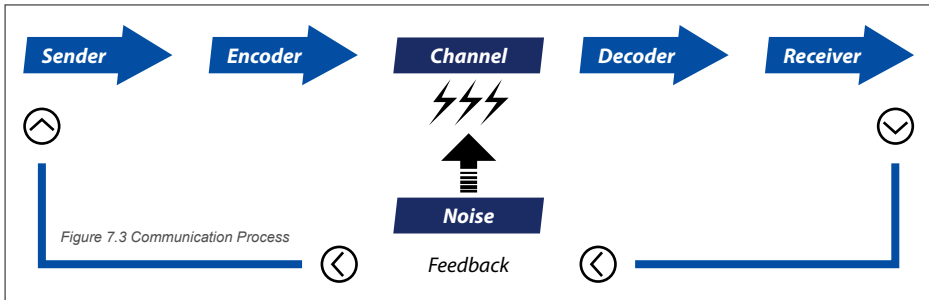 Sender
Encoder
Channel
Decoder
Receiver
Noise
Figure 7.3 Communication Process
Feedback